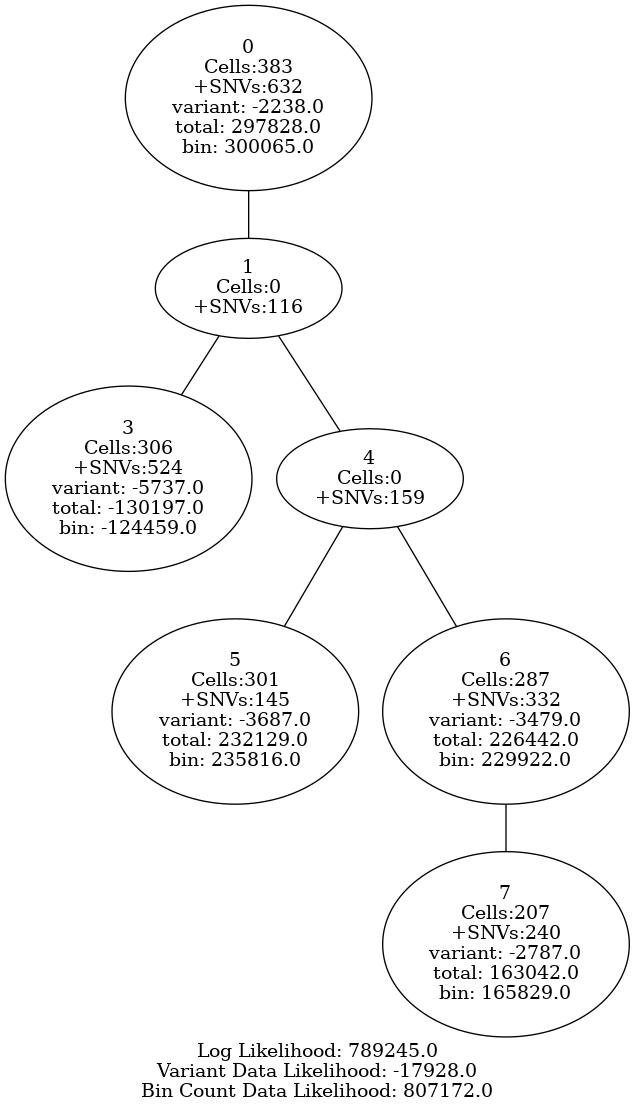 0
Cells:383
+SNVs:632
variant: -2238.0
total: 297828.0
bin: 300065.0
1
Cells:0
+SNVs:116
3
Cells:306
+SNVs:524
variant: -5737.0
total: -130197.0
bin: -124459.0
4
Cells:0
+SNVs:159
5
Cells:301
+SNVs:145
variant: -3687.0
total: 232129.0
bin: 235816.0
6
Cells:287
+SNVs:332
variant: -3479.0
total: 226442.0
bin: 229922.0
7
Cells:207
+SNVs:240
variant: -2787.0
total: 163042.0
bin: 165829.0
Log Likelihood: 789245.0
Variant Data Likelihood: -17928.0
Bin Count Data Likelihood: 807172.0